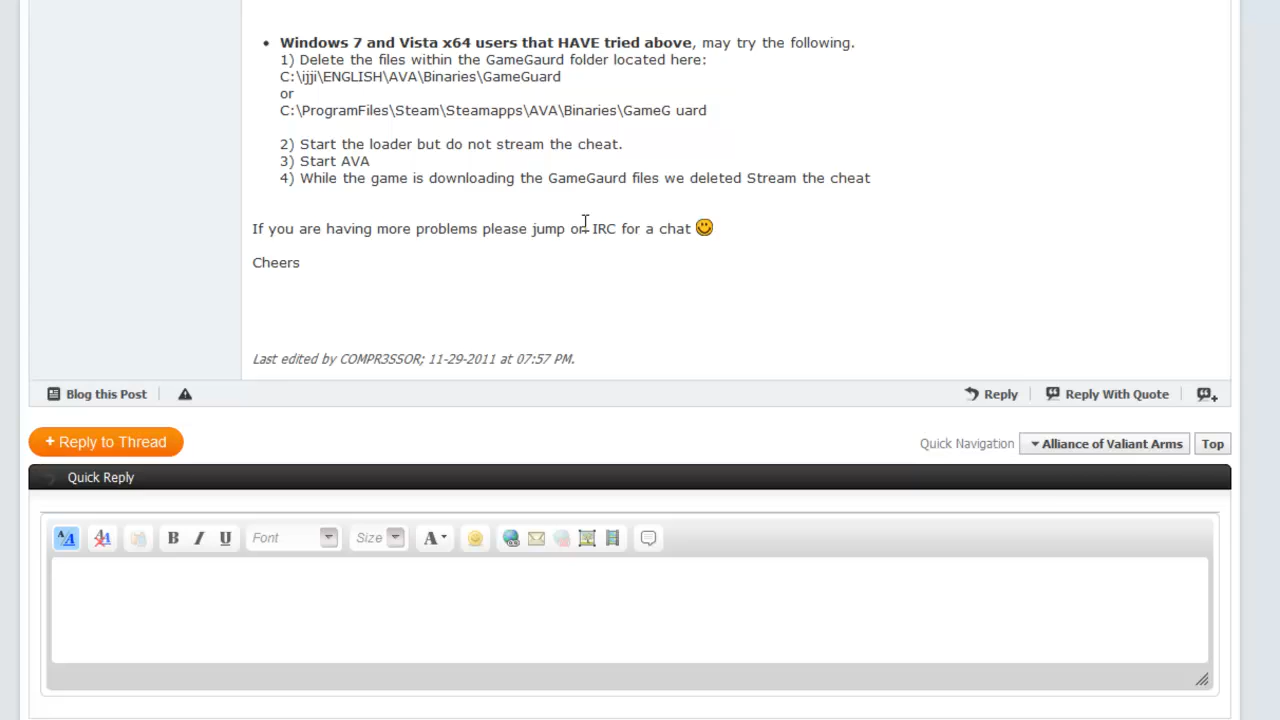 Windows 7 and Vista x64 users that HAVE tried above, may try the following.
1) Delete the files within the GameGaurd folder located here:
C:\ijji\ENGLISH\AVA\Binaries\GameGuard
or
C:\ProgramFiles\Steam\Steamapps\AVA\Binaries\GameG uard
2) Start the loader but do not stream the cheat.
3) Start AVA
4) While the game is downloading the GameGaurd files we deleted Stream the cheat
If you are having more problems please jump on IRC for a chat
Cheers
Last edited by COMPR3SSOR; 11-29-2011 at 07:57 PM.
Blog this Post
Reply
Reply With Quote
+ Reply to Thread
Quick Navigation
Alliance of Valiant Arms
Top
Quick Reply
Font
Size